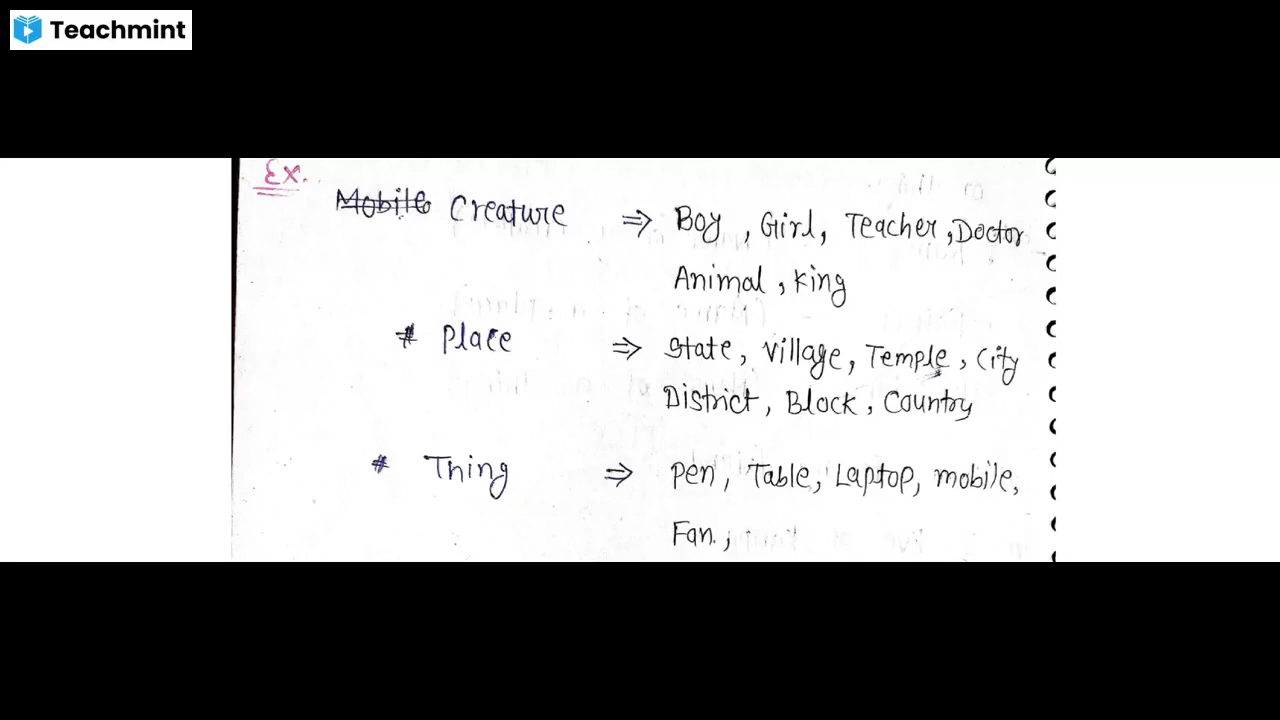 Teachmint
Ex.
Mobile Creature ⇒ Boy, Girl, Teacher, Doctor
Animal, King
# Place ⇒ State, Village, Temple, City
District, Block, Country
# Thing ⇒ Pen, Table, Laptop, mobile,
Fan.,